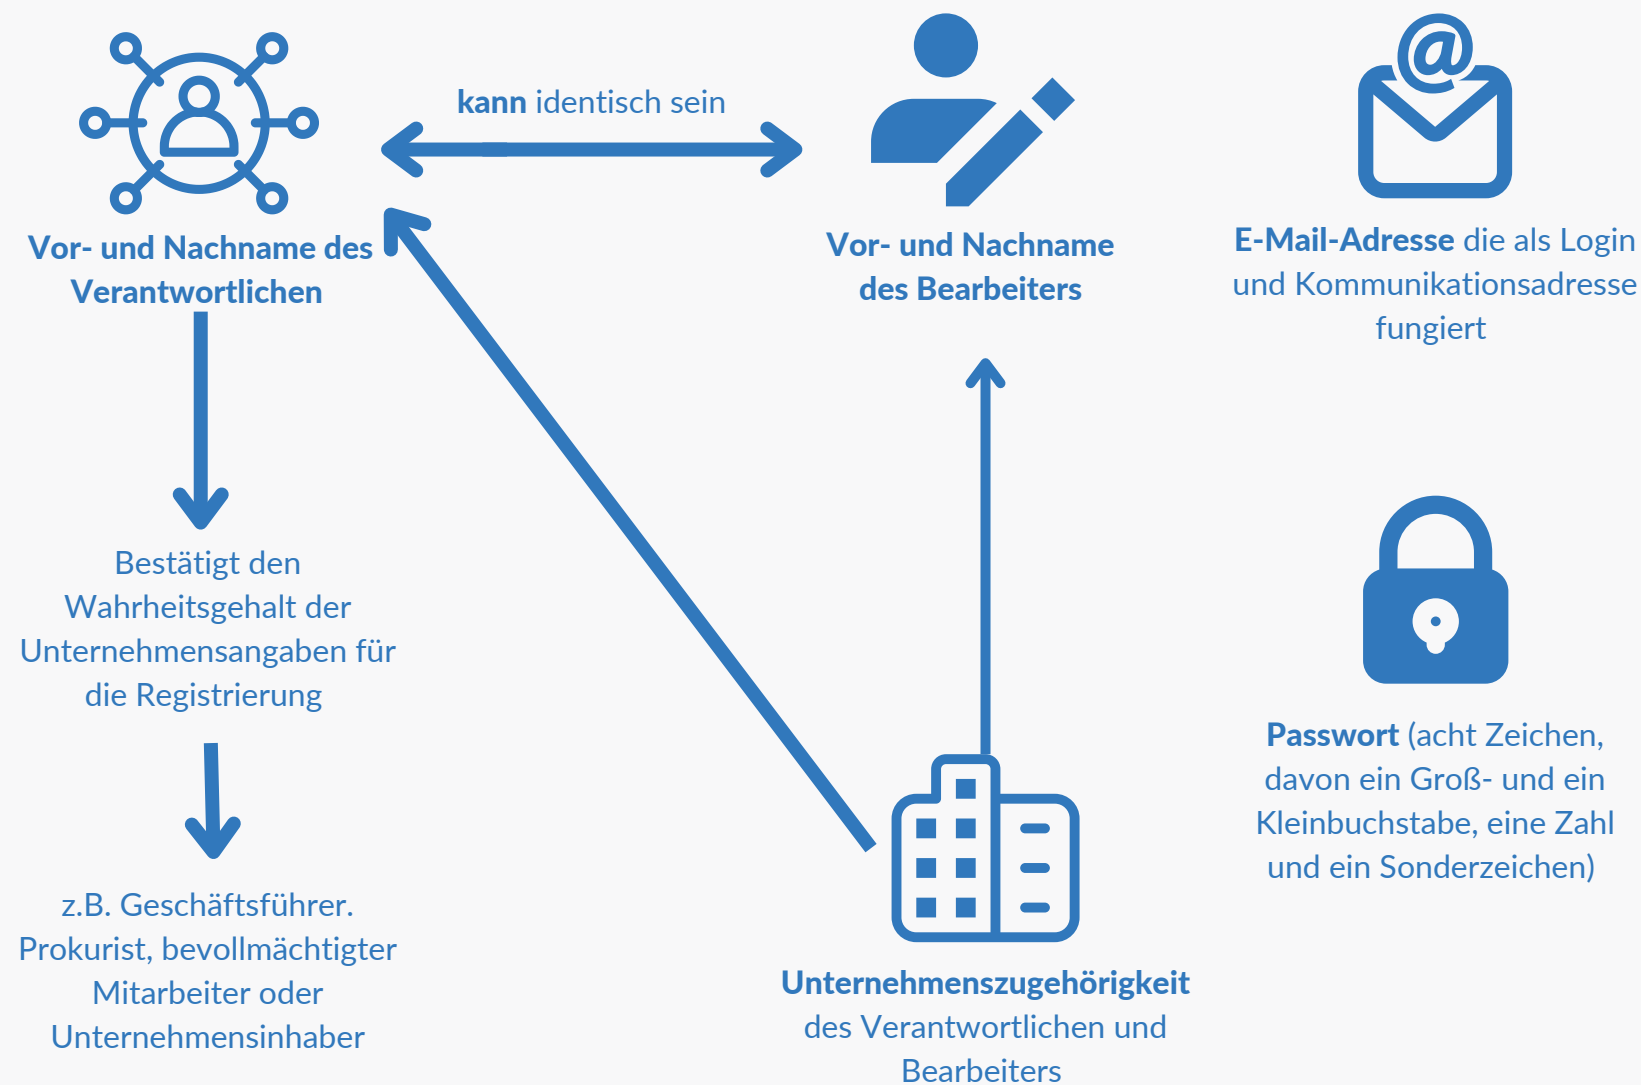 kann identisch sein
Vor- und Nachname des
Verantwortlichen
Vor- und Nachname
des Bearbeiters
E-Mail-Adresse die als Login
und Kommunikationsadresse
fungiert
Bestätigt den
Wahrheitsgehalt der
Unternehmensangaben für
die Registrierung
z.B. Geschäftsführer.
Prokurist, bevollmächtigter
Mitarbeiter oder
Unternehmensinhaber
Unternehmenszugehörigkeit
des Verantwortlichen und
Bearbeiters
Passwort (acht Zeichen,
davon ein Groß- und ein
Kleinbuchstabe, eine Zahl
und ein Sonderzeichen)